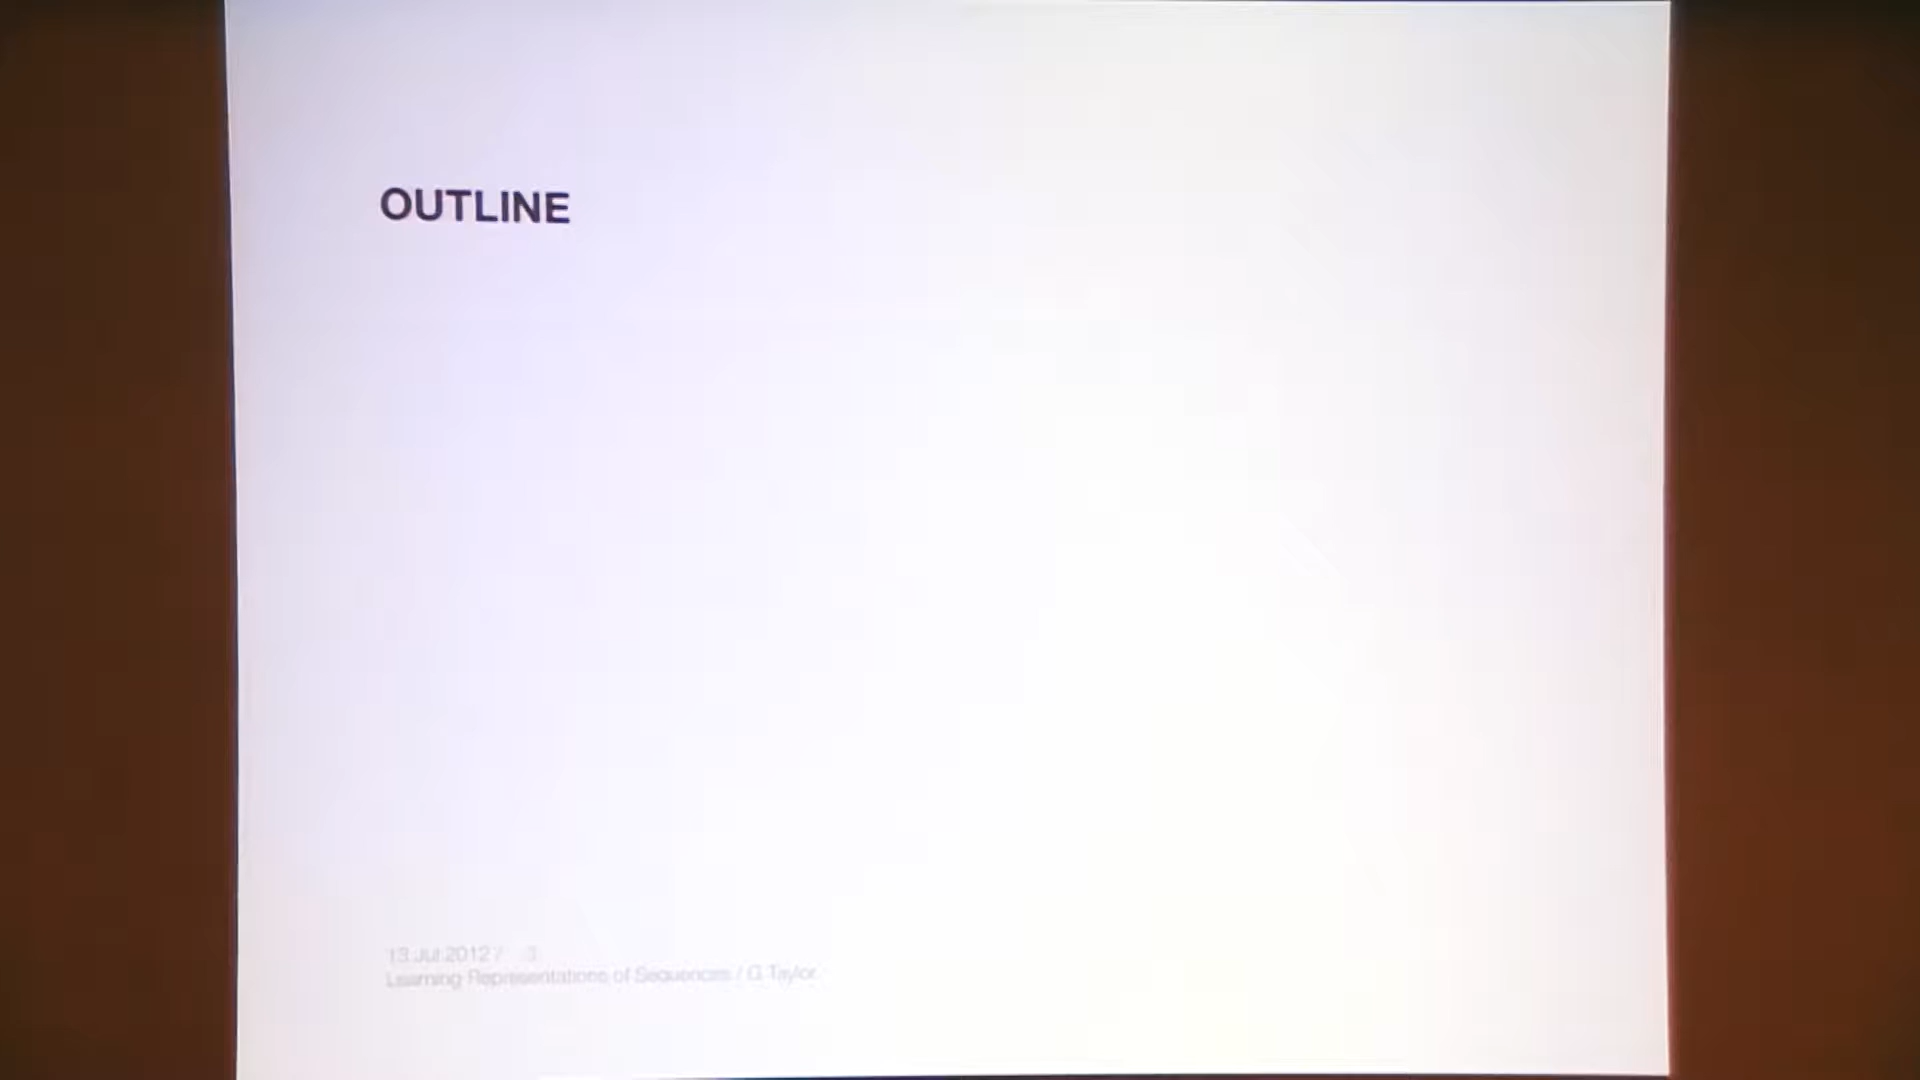 OUTLINE
13 Jul 2012 / 3
Learning Representations of Sequences / G Taylor